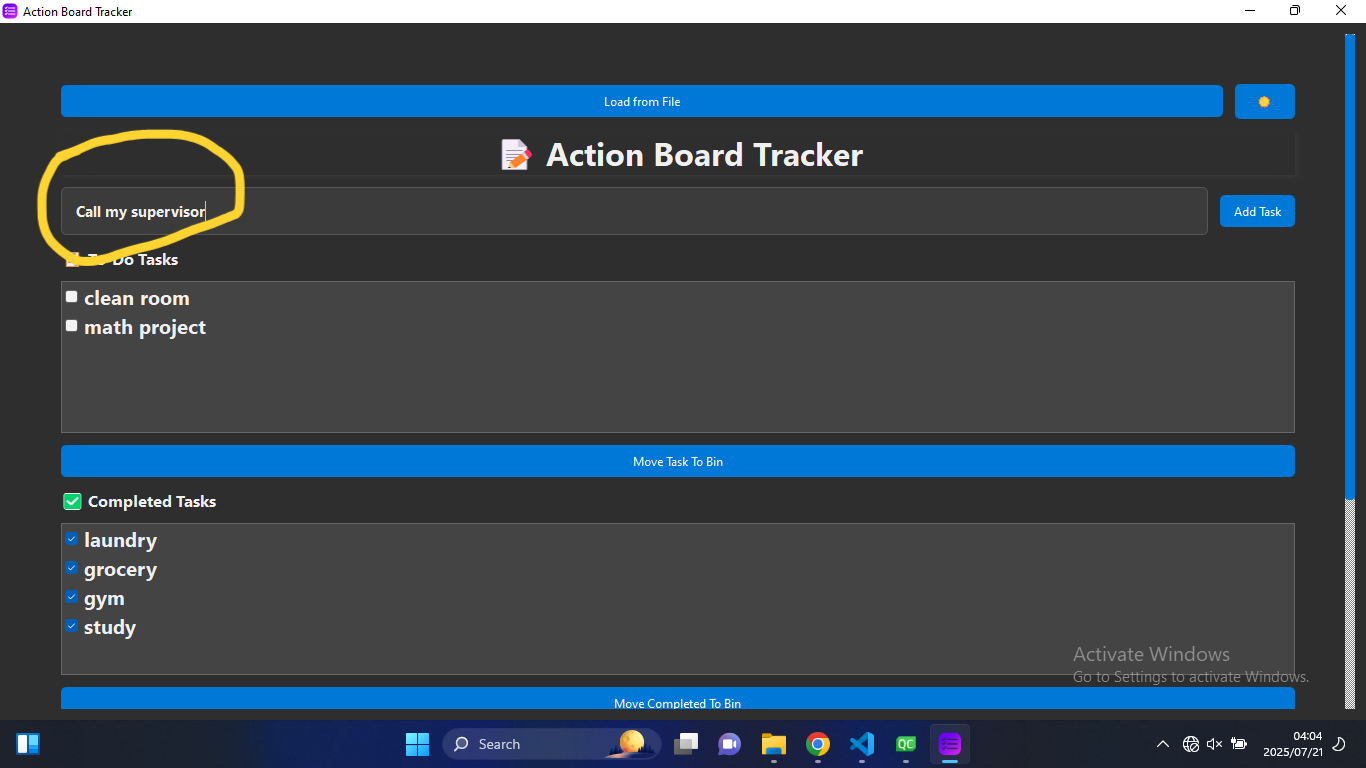 Action Board Tracker
Load from File
Action Board Tracker
Call my supervisor
Add Task
To-Do Tasks
clean room
math project
Move Task To Bin
Completed Tasks
laundry
grocery
gym
study
Activate Windows
Go to Settings to activate Windows.
Move Completed To Bin
Search
QC
04:04
2025/07/21